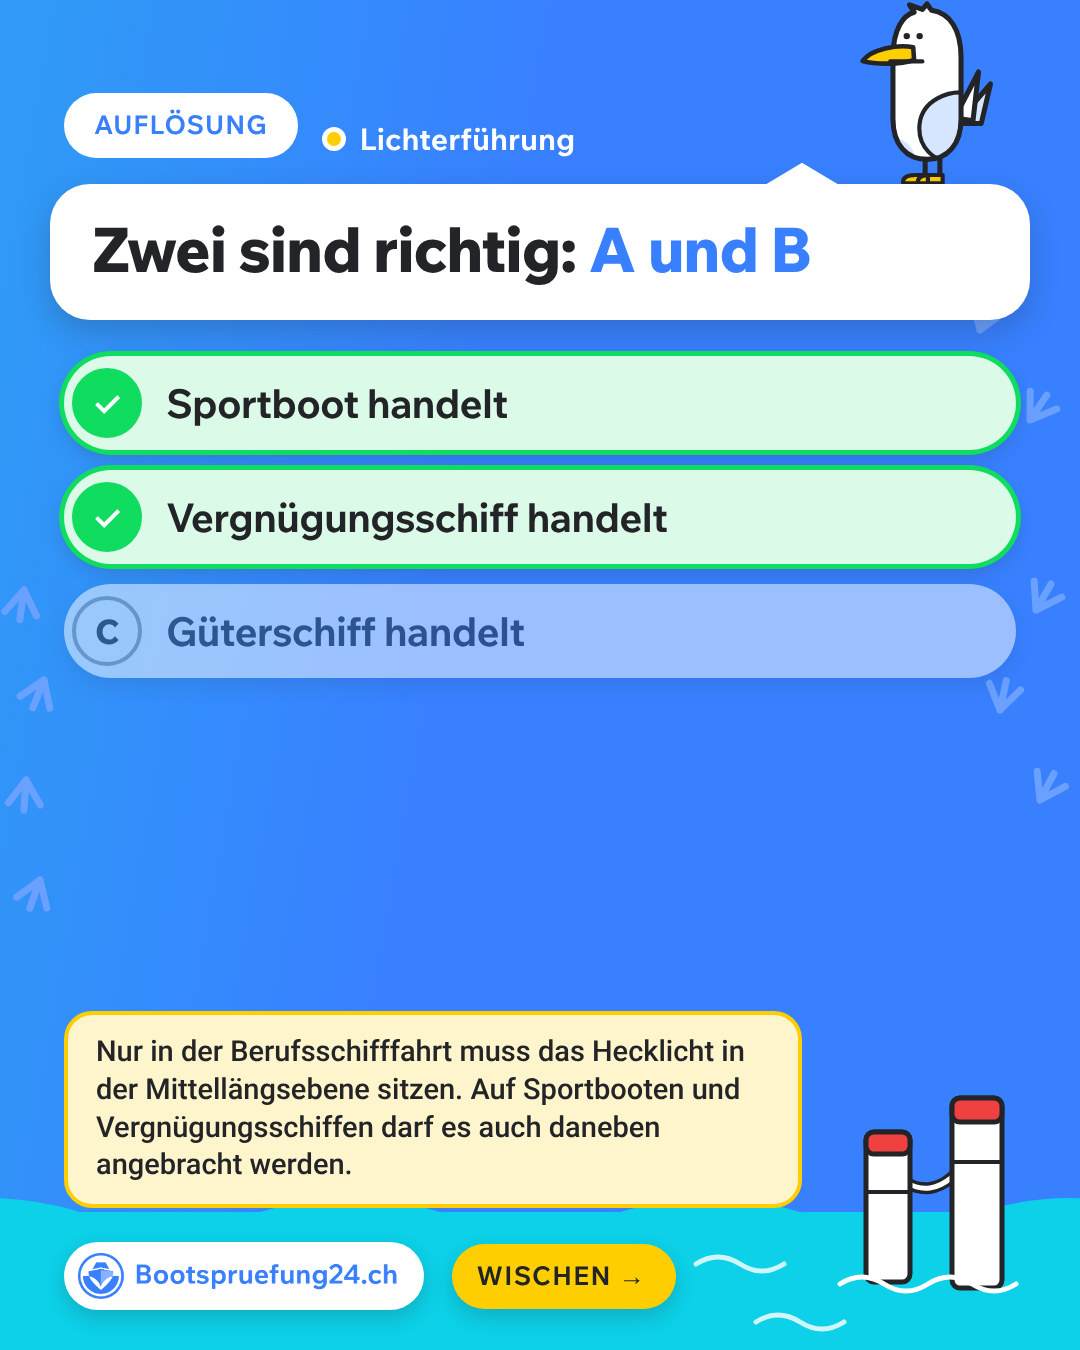 AUFLÖSUNG
Lichterführung
Zwei sind richtig: A und B
Sportboot handelt
Vergnügungsschiff handelt
C Güterschiff handelt
Nur in der Berufsschifffahrt muss das Hecklicht in
der Mittellängsebene sitzen. Auf Sportbooten und
Vergnügungsschiffen darf es auch daneben
angebracht werden.
Bootspruefung24.ch
WISCHEN →